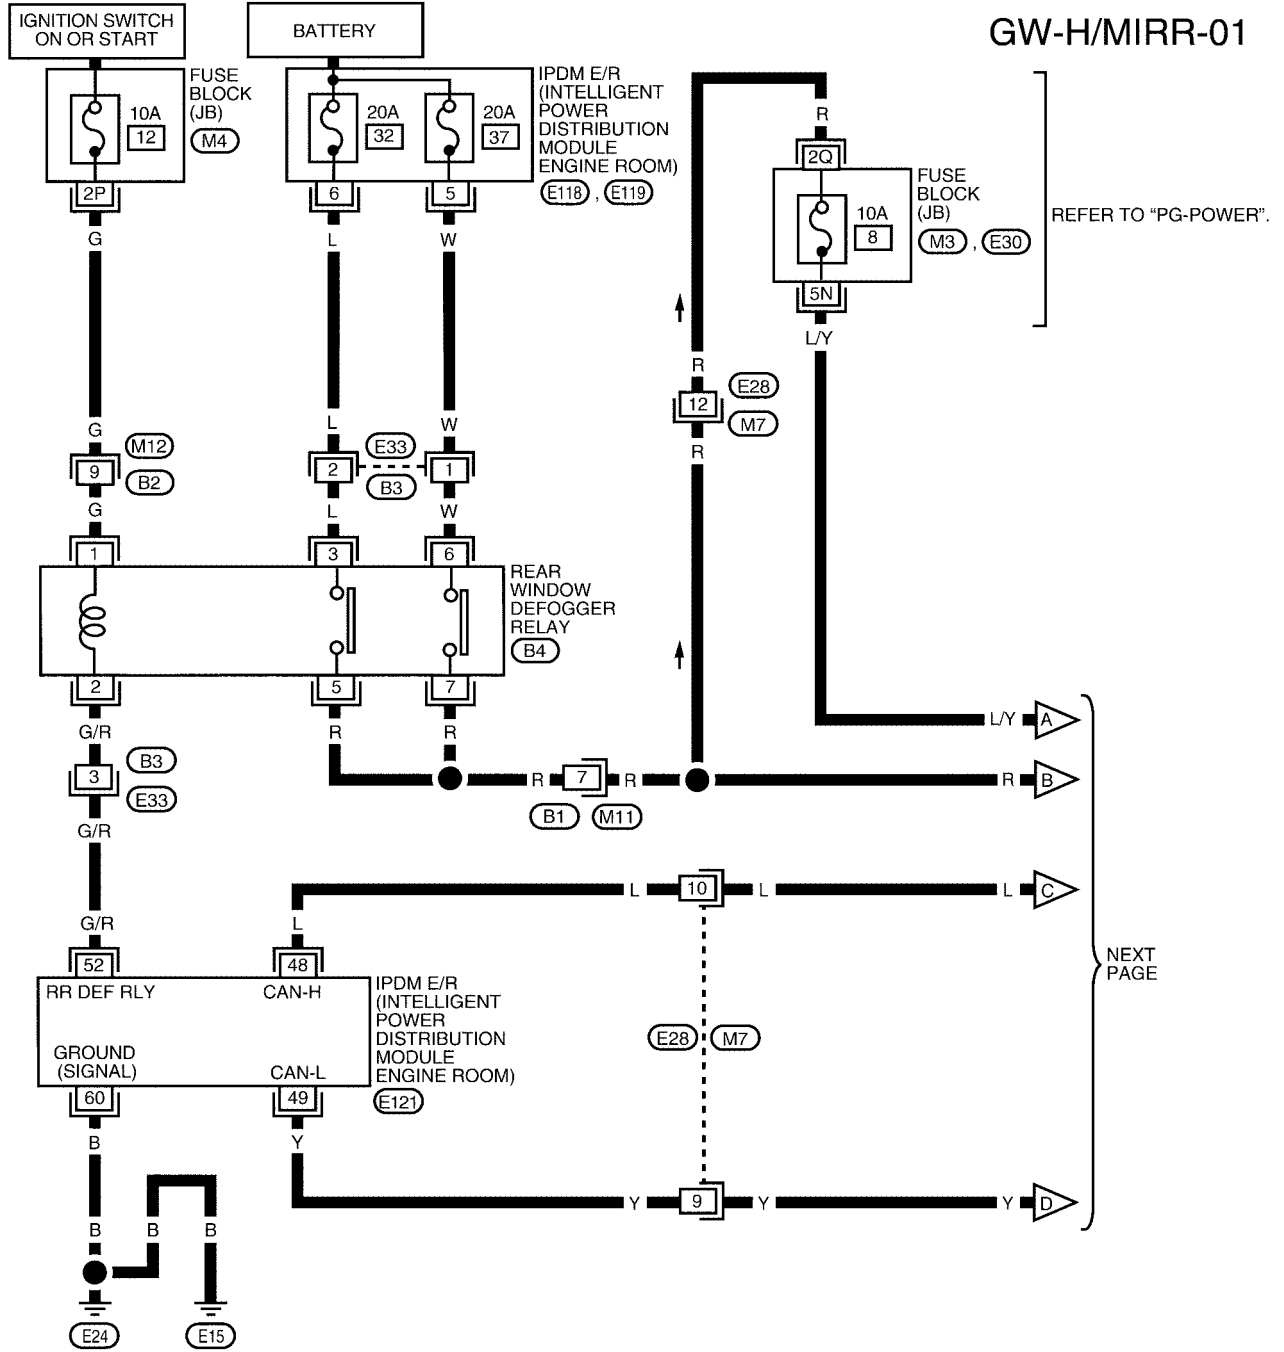 GW-H/MIRR-01
IGNITION SWITCH
ON OR START
BATTERY
FUSE
BLOCK
(JB)
M4
10A
12
2P
20A
32
20A
37
IPDM E/R
(INTELLIGENT
POWER
DISTRIBUTION
MODULE
ENGINE ROOM)
E118 , E119
6
5
R
2Q
10A
8
FUSE
BLOCK
(JB)
M3 , E30
5N
L/Y
REFER TO “PG-POWER”.
G
L
W
G
L
W
M12
9
B2
E33
2
1
B3
G
L
W
R
12
E28
M7
R
1
3
6
REAR
WINDOW
DEFOGGER
RELAY
B4
2
5
7
G/R
R
R
B3
3
E33
G/R
R
7
R
B1
M11
L/Y
A
R
B
G/R
L
L
10
L
L
C
52
48
RR DEF RLY
CAN-H
GROUND
(SIGNAL)
CAN-L
IPDM E/R
(INTELLIGENT
POWER
DISTRIBUTION
MODULE
ENGINE ROOM)
E121
60
49
E28
M7
NEXT
PAGE
B
Y
Y
9
Y
Y
D
B
B
B
E24
E15